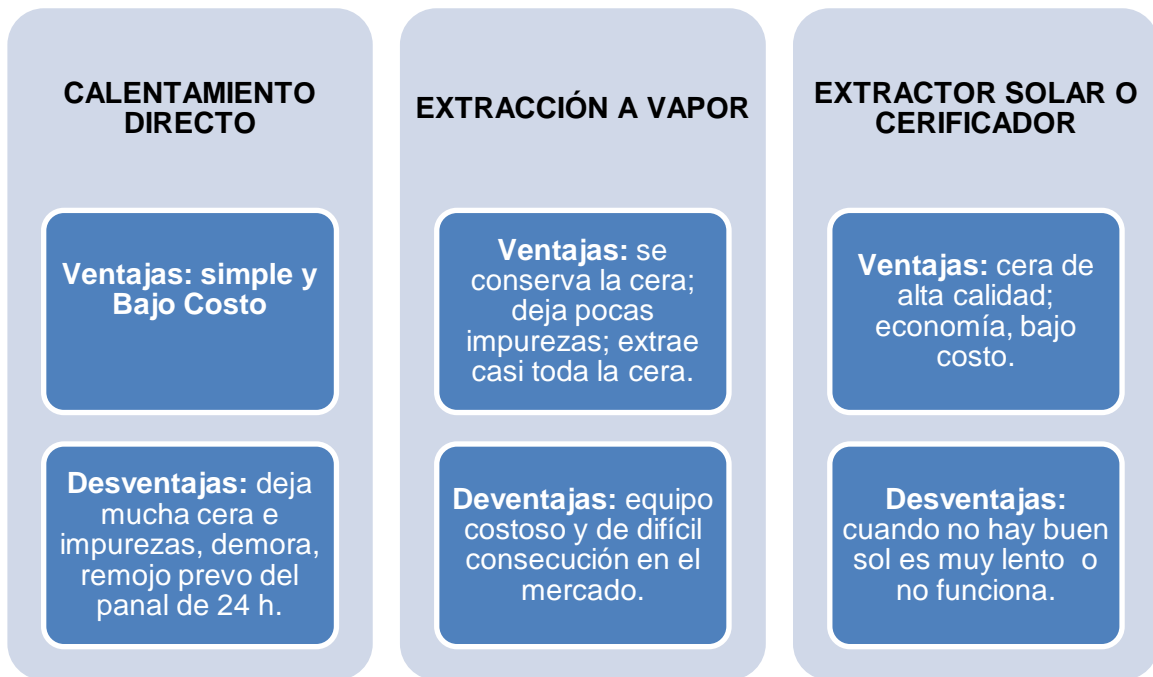 CALENTAMIENTO
DIRECTO
Ventajas: simple y
Bajo Costo
Desventajas: deja
mucha cera e
impurezas, demora,
remojo prevo del
panal de 24 h.
EXTRACCIÓN A VAPOR
Ventajas: se
conserva la cera;
deja pocas
impurezas; extrae
casi toda la cera.
Deventajas: equipo
costoso y de difícil
consecución en el
mercado.
EXTRACTOR SOLAR O
CERIFICADOR
Ventajas: cera de
alta calidad;
economía, bajo
costo.
Desventajas:
cuando no hay buen
sol es muy lento o
no funciona.